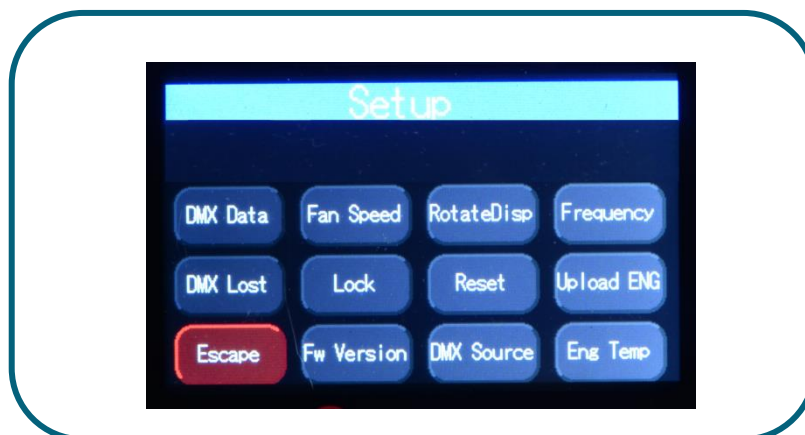 Setup
DMX Data Fan Speed RotateDisp Frequency
DMX Lost Lock Reset Upload ENG
Escape Fw Version DMX Source Eng Temp